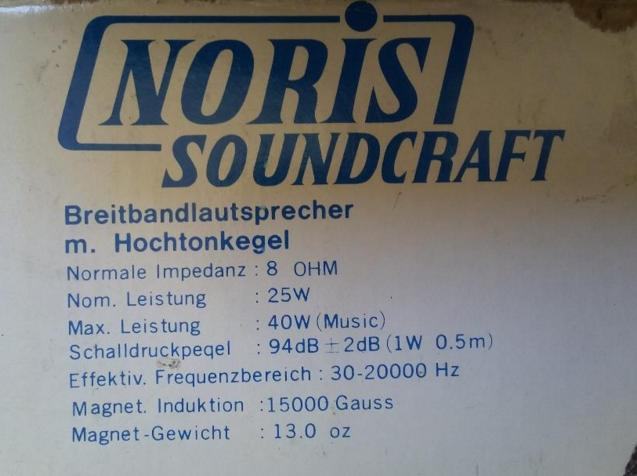 NORIS
SOUNDCRAFT
Breitbandlautsprecher
m. Hochtonkegel
Normale Impedanz : 8 OHM
Nom. Leistung : 25W
Max. Leistung : 40W (Music)
Schalldruckpeqel : 94dB ± 2dB (1W 0.5m)
Effektiv. Frequenzbereich : 30-20000 Hz
Magnet. Induktion : 15000 Gauss
Magnet-Gewicht : 13.0 oz